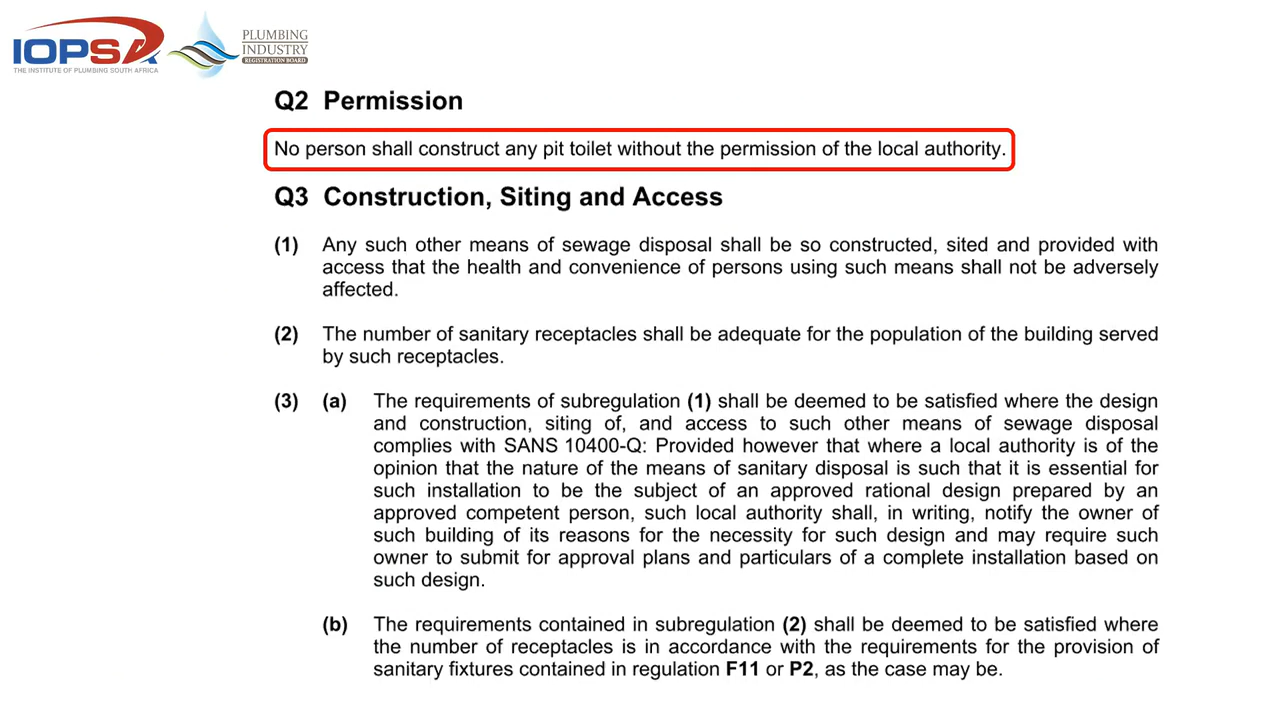 IOPSA
THE INSTITUTE OF PLUMBING SOUTH AFRICA
PLUMBING
INDUSTRY
REGISTRATION BOARD
Q2 Permission
No person shall construct any pit toilet without the permission of the local authority.
Q3 Construction, Siting and Access
(1) Any such other means of sewage disposal shall be so constructed, sited and provided with
access that the health and convenience of persons using such means shall not be adversely
affected.
(2) The number of sanitary receptacles shall be adequate for the population of the building served
by such receptacles.
(3) (a) The requirements of subregulation (1) shall be deemed to be satisfied where the design
and construction, siting of, and access to such other means of sewage disposal
complies with SANS 10400-Q: Provided however that where a local authority is of the
opinion that the nature of the means of sanitary disposal is such that it is essential for
such installation to be the subject of an approved rational design prepared by an
approved competent person, such local authority shall, in writing, notify the owner of
such building of its reasons for the necessity for such design and may require such
owner to submit for approval plans and particulars of a complete installation based on
such design.
(b) The requirements contained in subregulation (2) shall be deemed to be satisfied where
the number of receptacles is in accordance with the requirements for the provision of
sanitary fixtures contained in regulation F11 or P2, as the case may be.